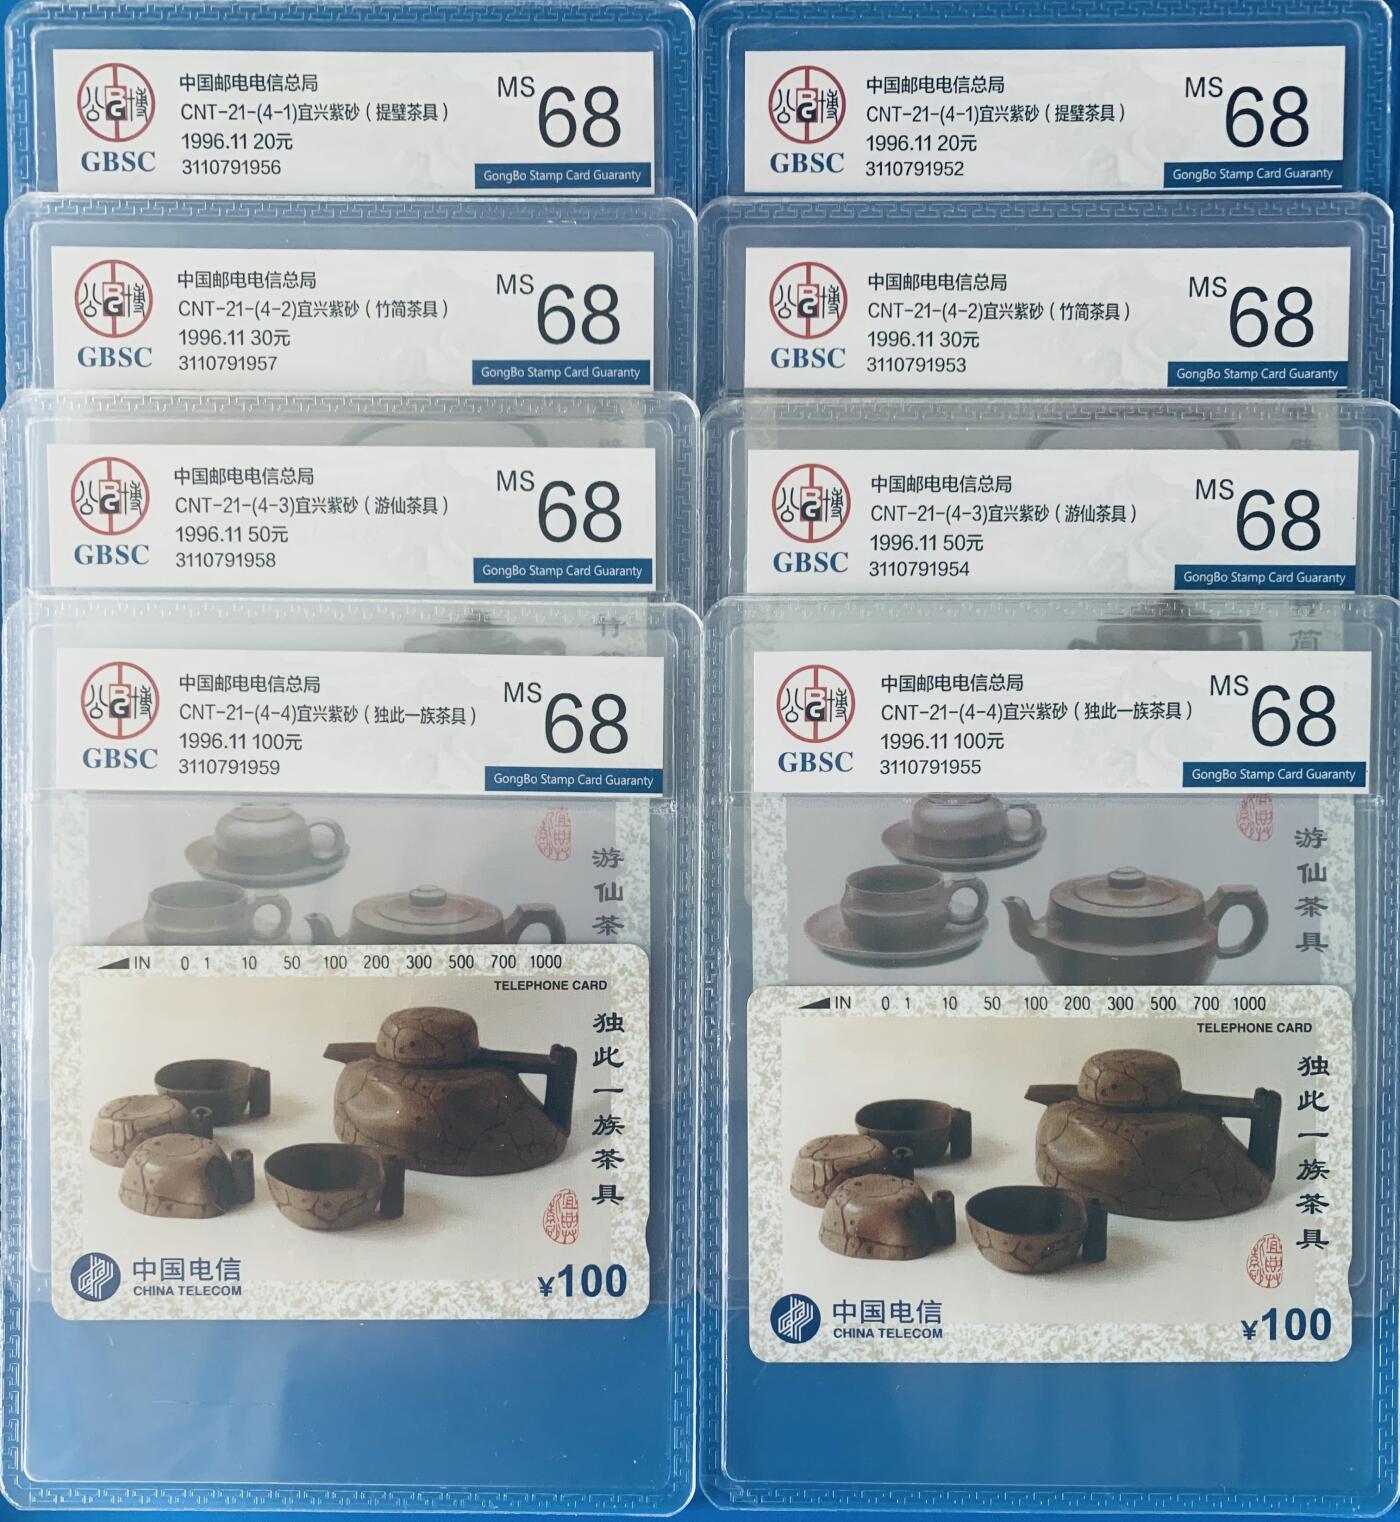 中国邮电电信总局
CNT-21-(4-1)宜兴紫砂（提璧茶具）
1996.11 20元
3110791956
MS 68
GBSC
GongBo Stamp Card Guaranty
中国邮电电信总局
CNT-21-(4-1)宜兴紫砂（提璧茶具）
1996.11 20元
3110791952
MS 68
GBSC
GongBo Stamp Card Guaranty
中国邮电电信总局
CNT-21-(4-2)宜兴紫砂（竹简茶具）
1996.11 30元
3110791957
MS 68
GBSC
GongBo Stamp Card Guaranty
中国邮电电信总局
CNT-21-(4-2)宜兴紫砂（竹简茶具）
1996.11 30元
3110791953
MS 68
GBSC
GongBo Stamp Card Guaranty
中国邮电电信总局
CNT-21-(4-3)宜兴紫砂（游仙茶具）
1996.11 50元
3110791958
MS 68
GBSC
GongBo Stamp Card Guaranty
中国邮电电信总局
CNT-21-(4-3)宜兴紫砂（游仙茶具）
1996.11 50元
3110791954
MS 68
GBSC
GongBo Stamp Card Guaranty
中国邮电电信总局
CNT-21-(4-4)宜兴紫砂（独此一族茶具）
1996.11 100元
3110791959
MS 68
GBSC
GongBo Stamp Card Guaranty
中国邮电电信总局
CNT-21-(4-4)宜兴紫砂（独此一族茶具）
1996.11 100元
3110791955
MS 68
GBSC
GongBo Stamp Card Guaranty
游仙茶
游仙茶具
IN 0 1 10 50 100 200 300 500 700 1000
TELEPHONE CARD
独此一族茶具
中国电信
CHINA TELECOM
¥100
IN 0 1 10 50 100 200 300 500 700 1000
TELEPHONE CARD
独此一族茶具
中国电信
CHINA TELECOM
¥100